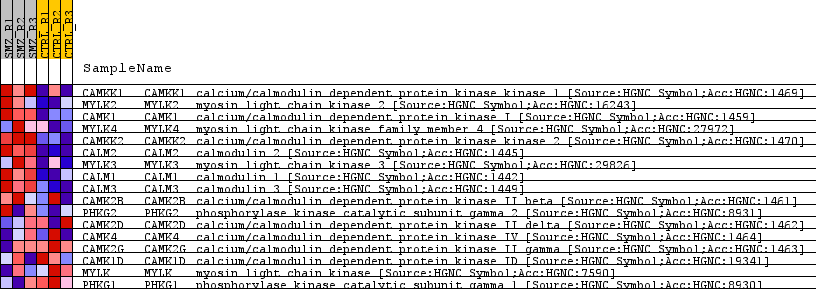 SMZ_R1
SMZ_R2
SMZ_R3
CTRL_R1
CTRL_R2
CTRL_R3
SampleName
CAMKK1 CAMKK1 calcium/calmodulin dependent protein kinase kinase 1 [Source:HGNC Symbol;Acc:HGNC:1469]
MYLK2 MYLK2 myosin light chain kinase 2 [Source:HGNC Symbol;Acc:HGNC:16243]
CAMK1 CAMK1 calcium/calmodulin dependent protein kinase I [Source:HGNC Symbol;Acc:HGNC:1459]
MYLK4 MYLK4 myosin light chain kinase family member 4 [Source:HGNC Symbol;Acc:HGNC:27972]
CAMKK2 CAMKK2 calcium/calmodulin dependent protein kinase kinase 2 [Source:HGNC Symbol;Acc:HGNC:1470]
CALM2 CALM2 calmodulin 2 [Source:HGNC Symbol;Acc:HGNC:1445]
MYLK3 MYLK3 myosin light chain kinase 3 [Source:HGNC Symbol;Acc:HGNC:29826]
CALM1 CALM1 calmodulin 1 [Source:HGNC Symbol;Acc:HGNC:1442]
CALM3 CALM3 calmodulin 3 [Source:HGNC Symbol;Acc:HGNC:1449]
CAMK2B CAMK2B calcium/calmodulin dependent protein kinase II beta [Source:HGNC Symbol;Acc:HGNC:1461]
PHKG2 PHKG2 phosphorylase kinase catalytic subunit gamma 2 [Source:HGNC Symbol;Acc:HGNC:8931]
CAMK2D CAMK2D calcium/calmodulin dependent protein kinase II delta [Source:HGNC Symbol;Acc:HGNC:1462]
CAMK4 CAMK4 calcium/calmodulin dependent protein kinase IV [Source:HGNC Symbol;Acc:HGNC:1464]
CAMK2G CAMK2G calcium/calmodulin dependent protein kinase II gamma [Source:HGNC Symbol;Acc:HGNC:1463]
CAMK1D CAMK1D calcium/calmodulin dependent protein kinase ID [Source:HGNC Symbol;Acc:HGNC:19341]
MYLK MYLK myosin light chain kinase [Source:HGNC Symbol;Acc:HGNC:7590]
PHKG1 PHKG1 phosphorylase kinase catalytic subunit gamma 1 [Source:HGNC Symbol;Acc:HGNC:8930]